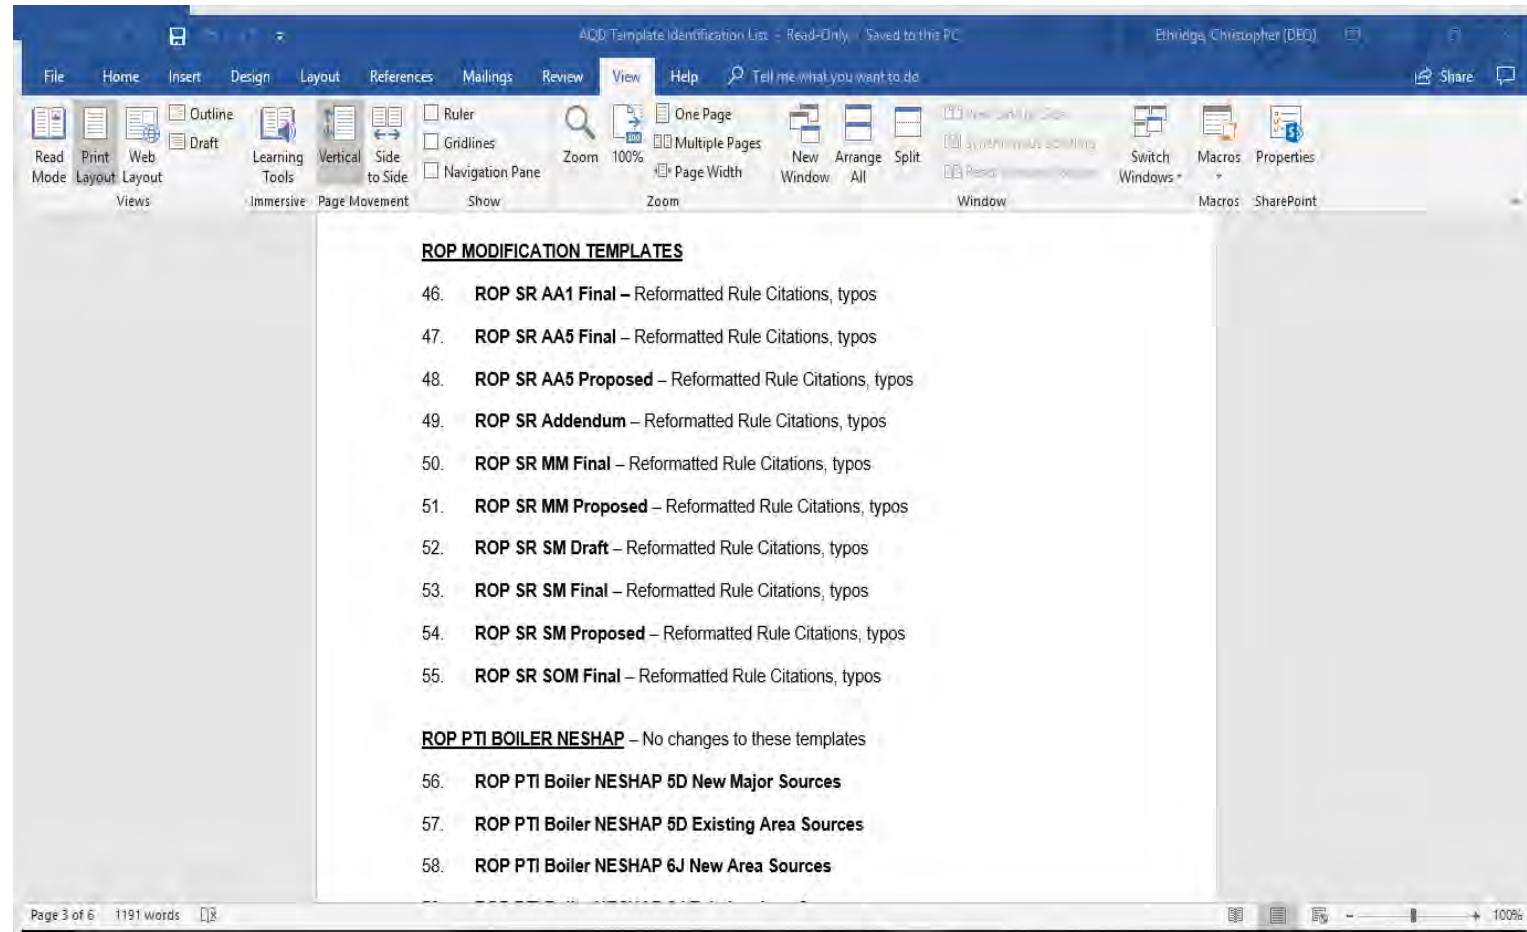 AQD Template Identification List - Read-Only - Saved to this PC
Ethridge, Christopher (DEQ)
File Home Insert Design Layout References Mailings Review View Help Tell me what you want to do Share
Read Mode Print Layout Web Layout Outline Draft
Views
Learning Tools
Immersive
Vertical Side to Side
Page Movement
Ruler
Gridlines
Navigation Pane
Show
Zoom 100% One Page
Multiple Pages
Page Width
Zoom
New Window Arrange All Split
Window
Switch Windows
Macros
Macros
Properties
SharePoint
ROP MODIFICATION TEMPLATES
46. ROP SR AA1 Final – Reformatted Rule Citations, typos
47. ROP SR AA5 Final – Reformatted Rule Citations, typos
48. ROP SR AA5 Proposed – Reformatted Rule Citations, typos
49. ROP SR Addendum – Reformatted Rule Citations, typos
50. ROP SR MM Final – Reformatted Rule Citations, typos
51. ROP SR MM Proposed – Reformatted Rule Citations, typos
52. ROP SR SM Draft – Reformatted Rule Citations, typos
53. ROP SR SM Final – Reformatted Rule Citations, typos
54. ROP SR SM Proposed – Reformatted Rule Citations, typos
55. ROP SR SOM Final – Reformatted Rule Citations, typos
ROP PTI BOILER NESHAP – No changes to these templates
56. ROP PTI Boiler NESHAP 5D New Major Sources
57. ROP PTI Boiler NESHAP 5D Existing Area Sources
58. ROP PTI Boiler NESHAP 6J New Area Sources
Page 3 of 6 1191 words 100%